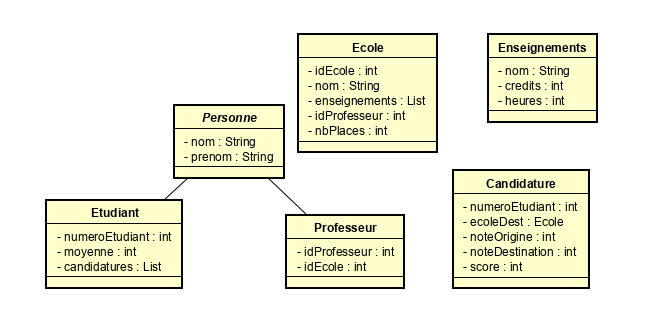 Ecole
- idEcole : int
- nom : String
- enseignements : List
- idProfesseur : int
- nbPlaces : int
Enseignements
- nom : String
- credits : int
- heures : int
Personne
- nom : String
- prenom : String
Etudiant
- numeroEtudiant : int
- moyenne : int
- candidatures : List
Professeur
- idProfesseur : int
- idEcole : int
Candidature
- numeroEtudiant : int
- ecoleDest : Ecole
- noteOrigine : int
- noteDestination : int
- score : int